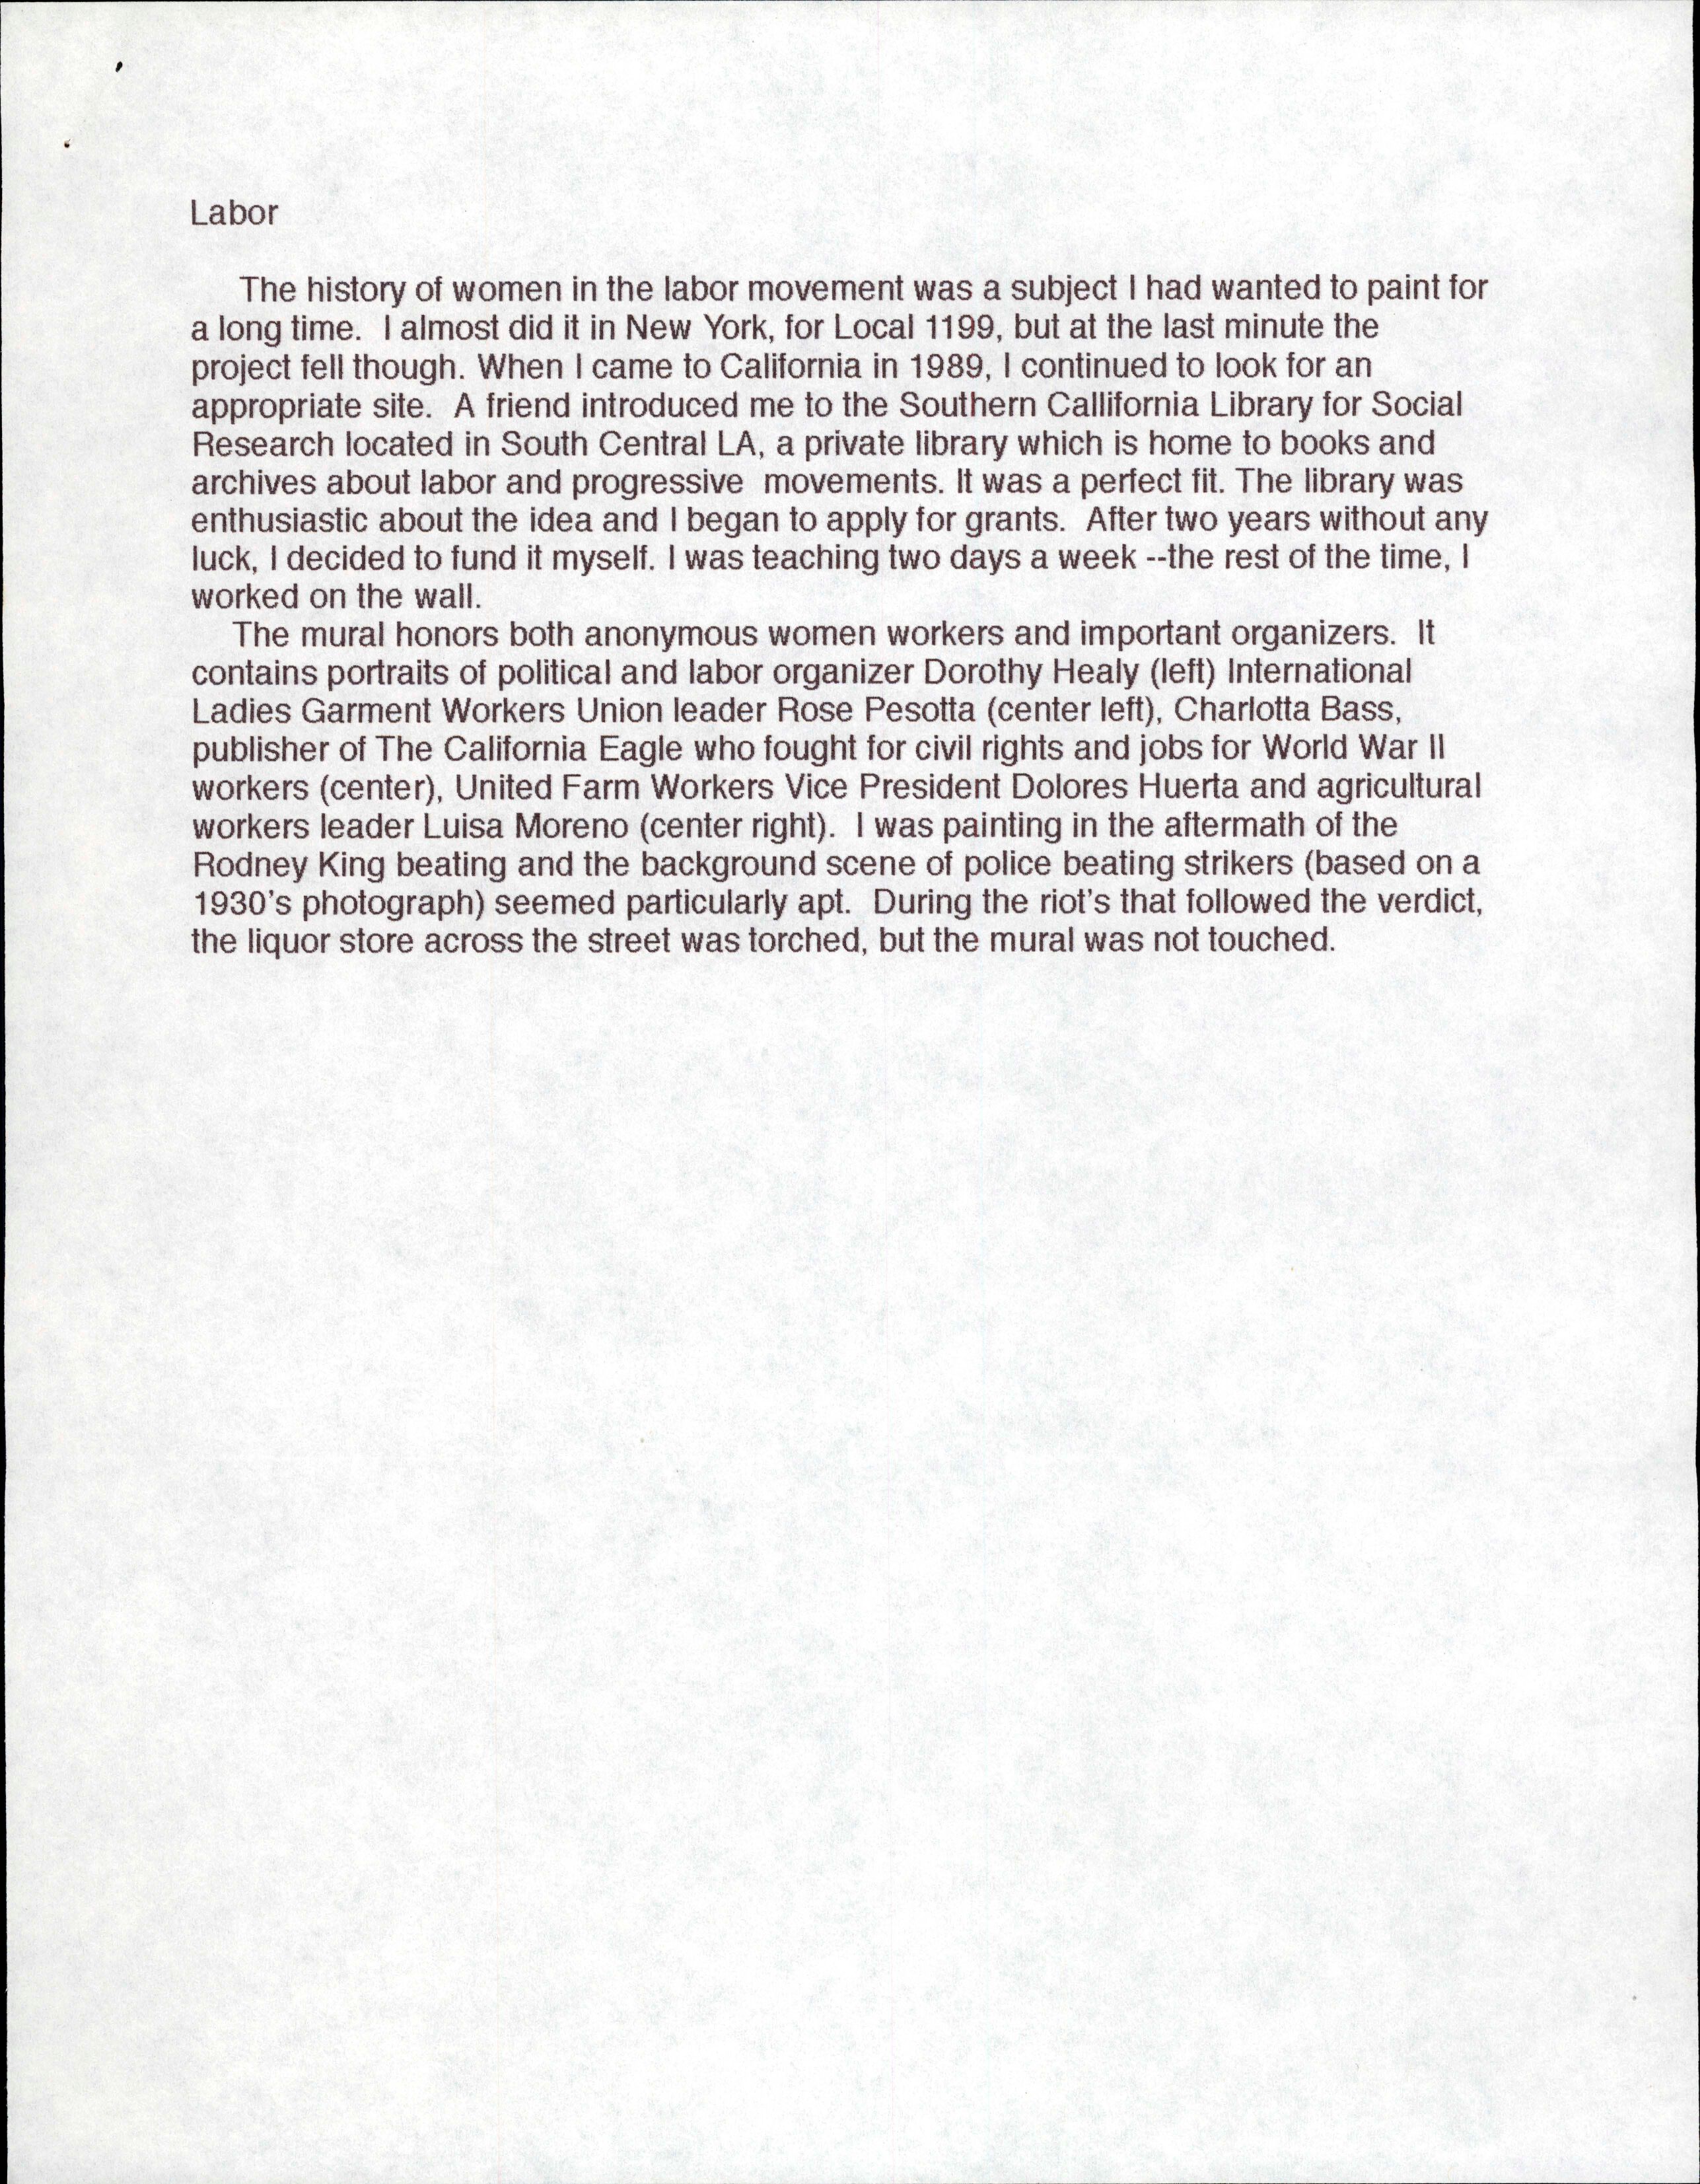 Labor
The history of women in the labor movement was a subject I had wanted to paint for
a long time.  I almost did it in New York, for Local 1199, but at the last minute the
project fell though. When I came to California in 1989, I continued to look for an
appropriate site.  A friend introduced me to the Southern Callifornia Library for Social
Research located in South Central LA, a private library which is home to books and
archives about labor and progressive  movements. It was a perfect fit. The library was
enthusiastic about the idea and I began to apply for grants.  After two years without any
luck, I decided to fund it myself. I was teaching two days a week --the rest of the time, I
worked on the wall.
The mural honors both anonymous women workers and important organizers.  It
contains portraits of political and labor organizer Dorothy Healy (left) International
Ladies Garment Workers Union leader Rose Pesotta (center left), Charlotta Bass,
publisher of The California Eagle who fought for civil rights and jobs for World War II
workers (center), United Farm Workers Vice President Dolores Huerta and agricultural
workers leader Luisa Moreno (center right).  I was painting in the aftermath of the
Rodney King beating and the background scene of police beating strikers (based on a
1930's photograph) seemed particularly apt.  During the riot's that followed the verdict,
the liquor store across the street was torched, but the mural was not touched.